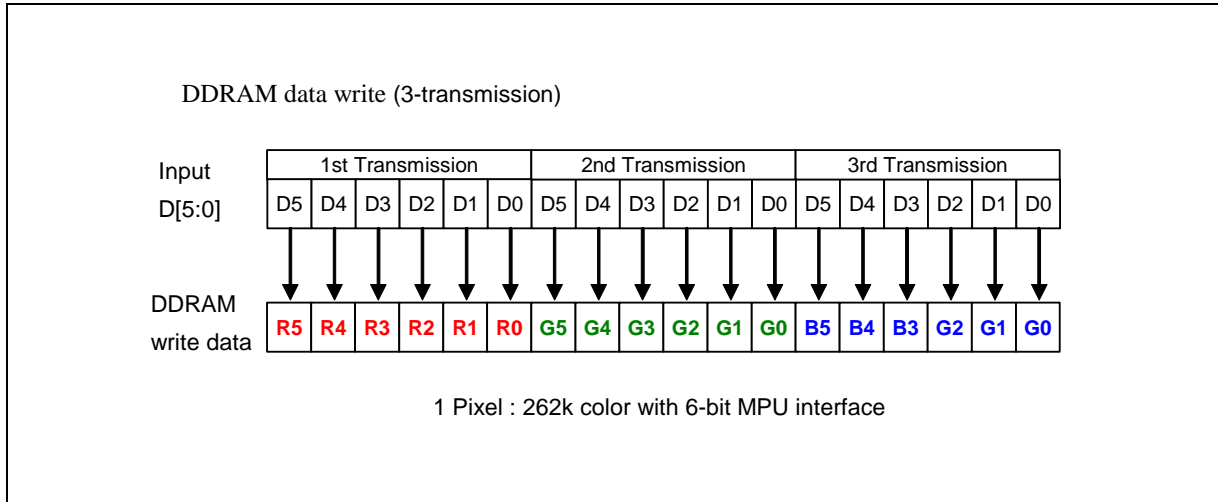 DDRAM data write (3-transmission)
Input
D[5:0]
1st Transmission 2nd Transmission 3rd Transmission
D5 D4 D3 D2 D1 D0 D5 D4 D3 D2 D1 D0 D5 D4 D3 D2 D1 D0
DDRAM
write data
R5 R4 R3 R2 R1 R0 G5 G4 G3 G2 G1 G0 B5 B4 B3 G2 G1 G0
1 Pixel : 262k color with 6-bit MPU interface